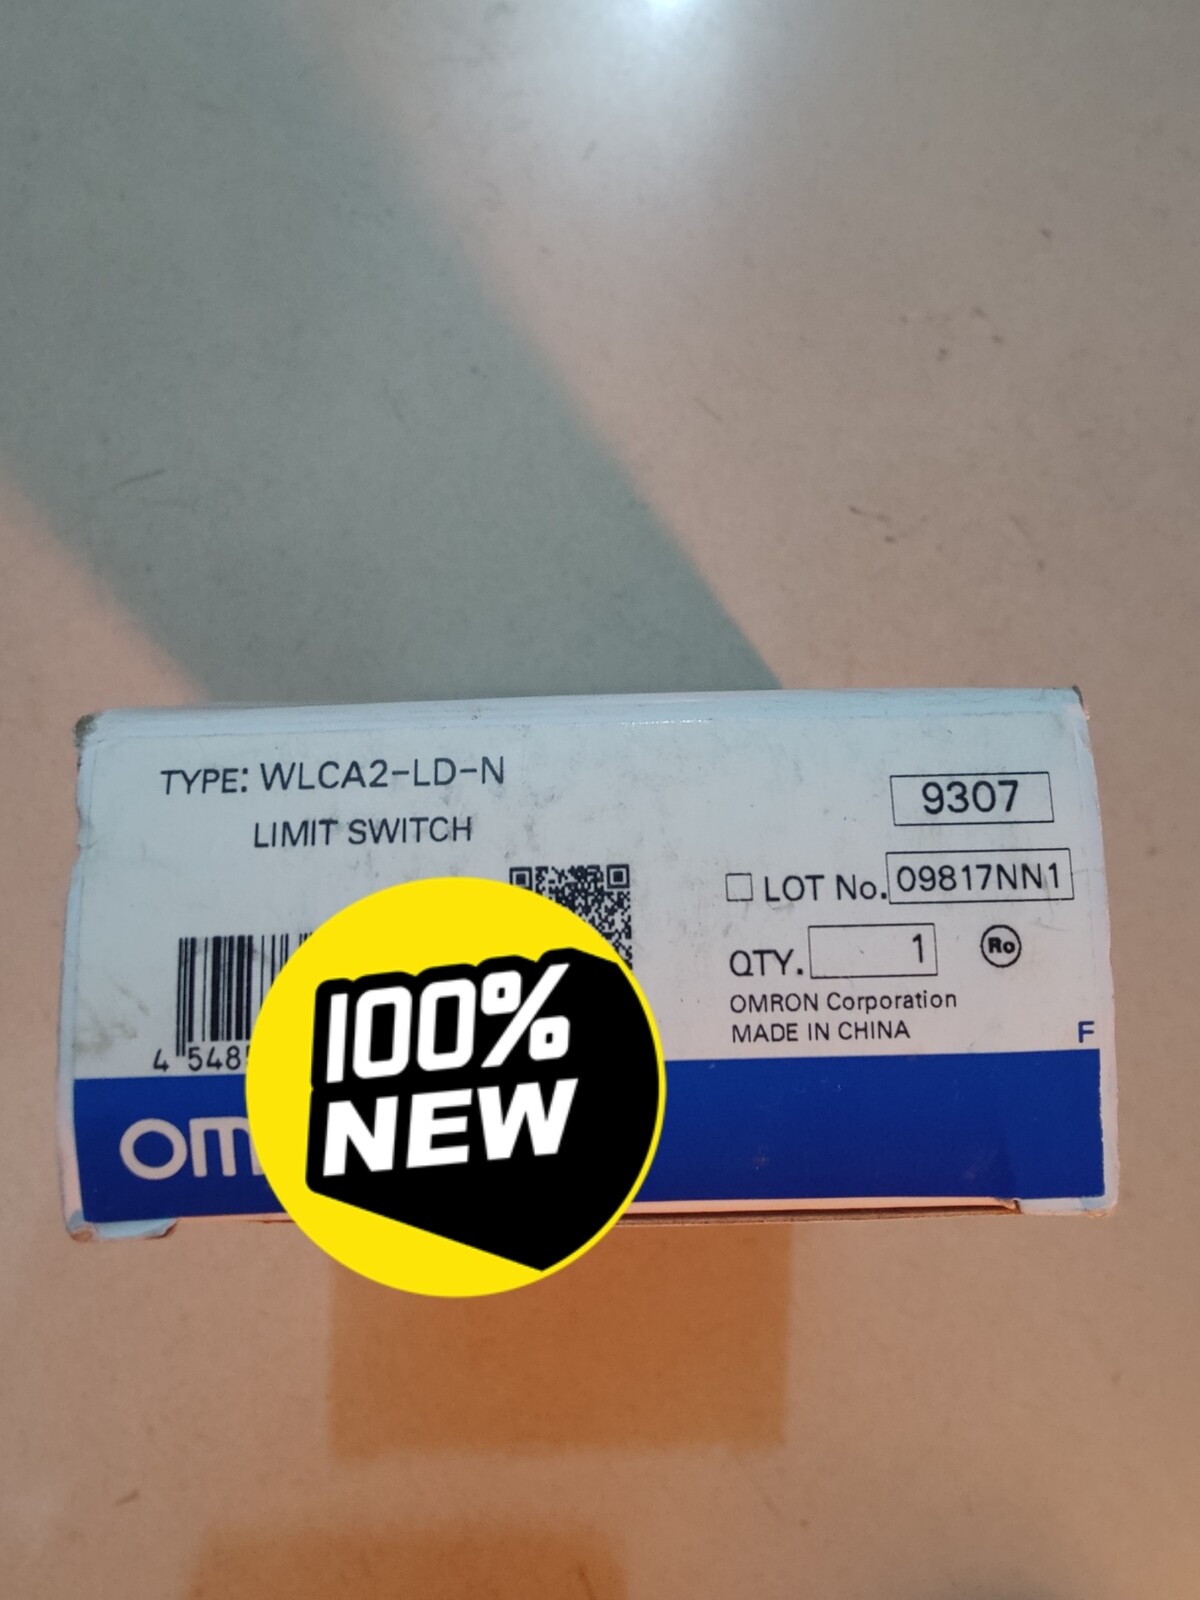 TYPE: WLCA2-LD-N
LIMIT SWITCH
9307
LOT No. 09817NN1
QTY. 1
Ro
OMRON Corporation
MADE IN CHINA
F
4 548
100%
NEW
OM